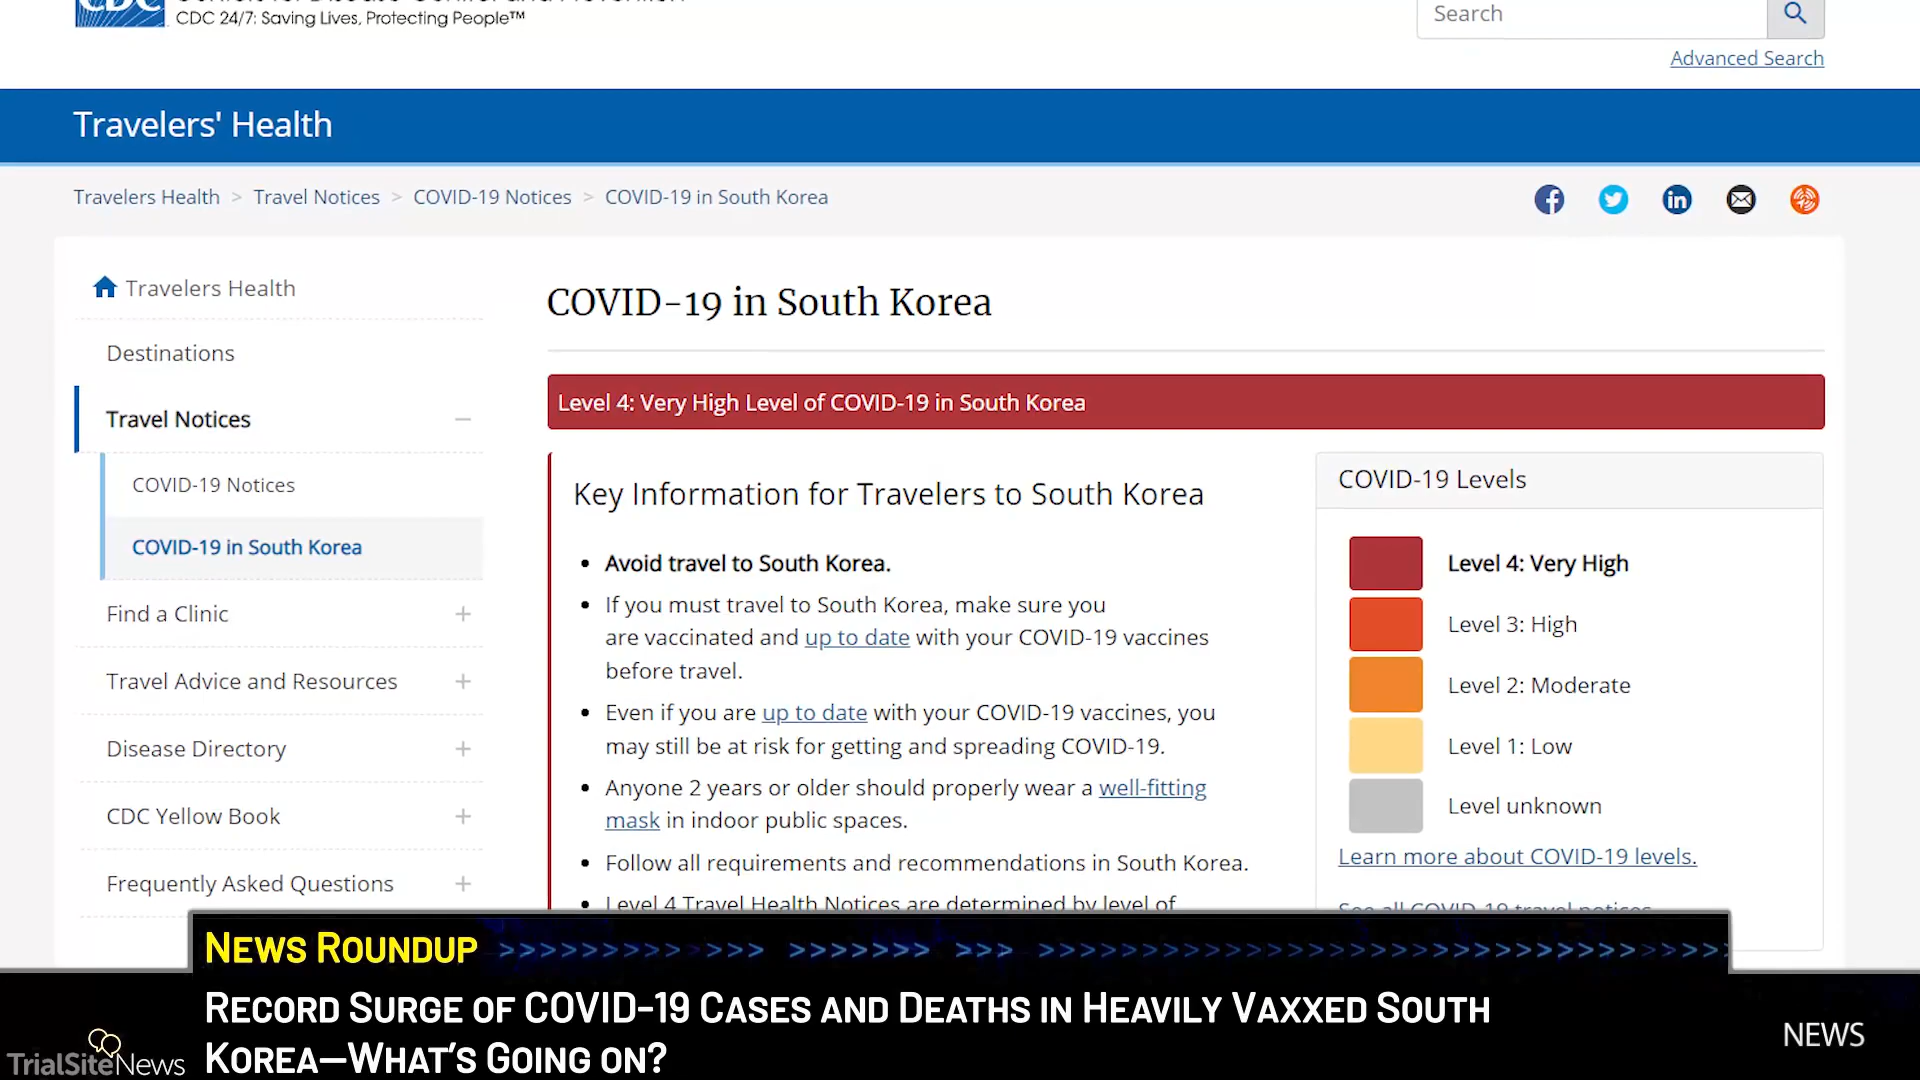 CDC
CDC 24/7: Saving Lives, Protecting People™
Search
Advanced Search
Travelers' Health
Travelers Health > Travel Notices > COVID-19 Notices > COVID-19 in South Korea
Travelers Health
Destinations
Travel Notices
COVID-19 Notices
COVID-19 in South Korea
Find a Clinic
Travel Advice and Resources
Disease Directory
CDC Yellow Book
Frequently Asked Questions
COVID-19 in South Korea
Level 4: Very High Level of COVID-19 in South Korea
Key Information for Travelers to South Korea
• Avoid travel to South Korea.
• If you must travel to South Korea, make sure you
are vaccinated and up to date with your COVID-19 vaccines
before travel.
• Even if you are up to date with your COVID-19 vaccines, you
may still be at risk for getting and spreading COVID-19.
• Anyone 2 years or older should properly wear a well-fitting
mask in indoor public spaces.
• Follow all requirements and recommendations in South Korea.
• Level 4 Travel Health Notices are determined by level of
COVID-19 Levels
Level 4: Very High
Level 3: High
Level 2: Moderate
Level 1: Low
Level unknown
Learn more about COVID-19 levels.
See all COVID-19 travel notices
News Roundup
Record Surge of COVID-19 Cases and Deaths in Heavily Vaxxed South
Korea—What's Going on?
TrialSiteNews
NEWS